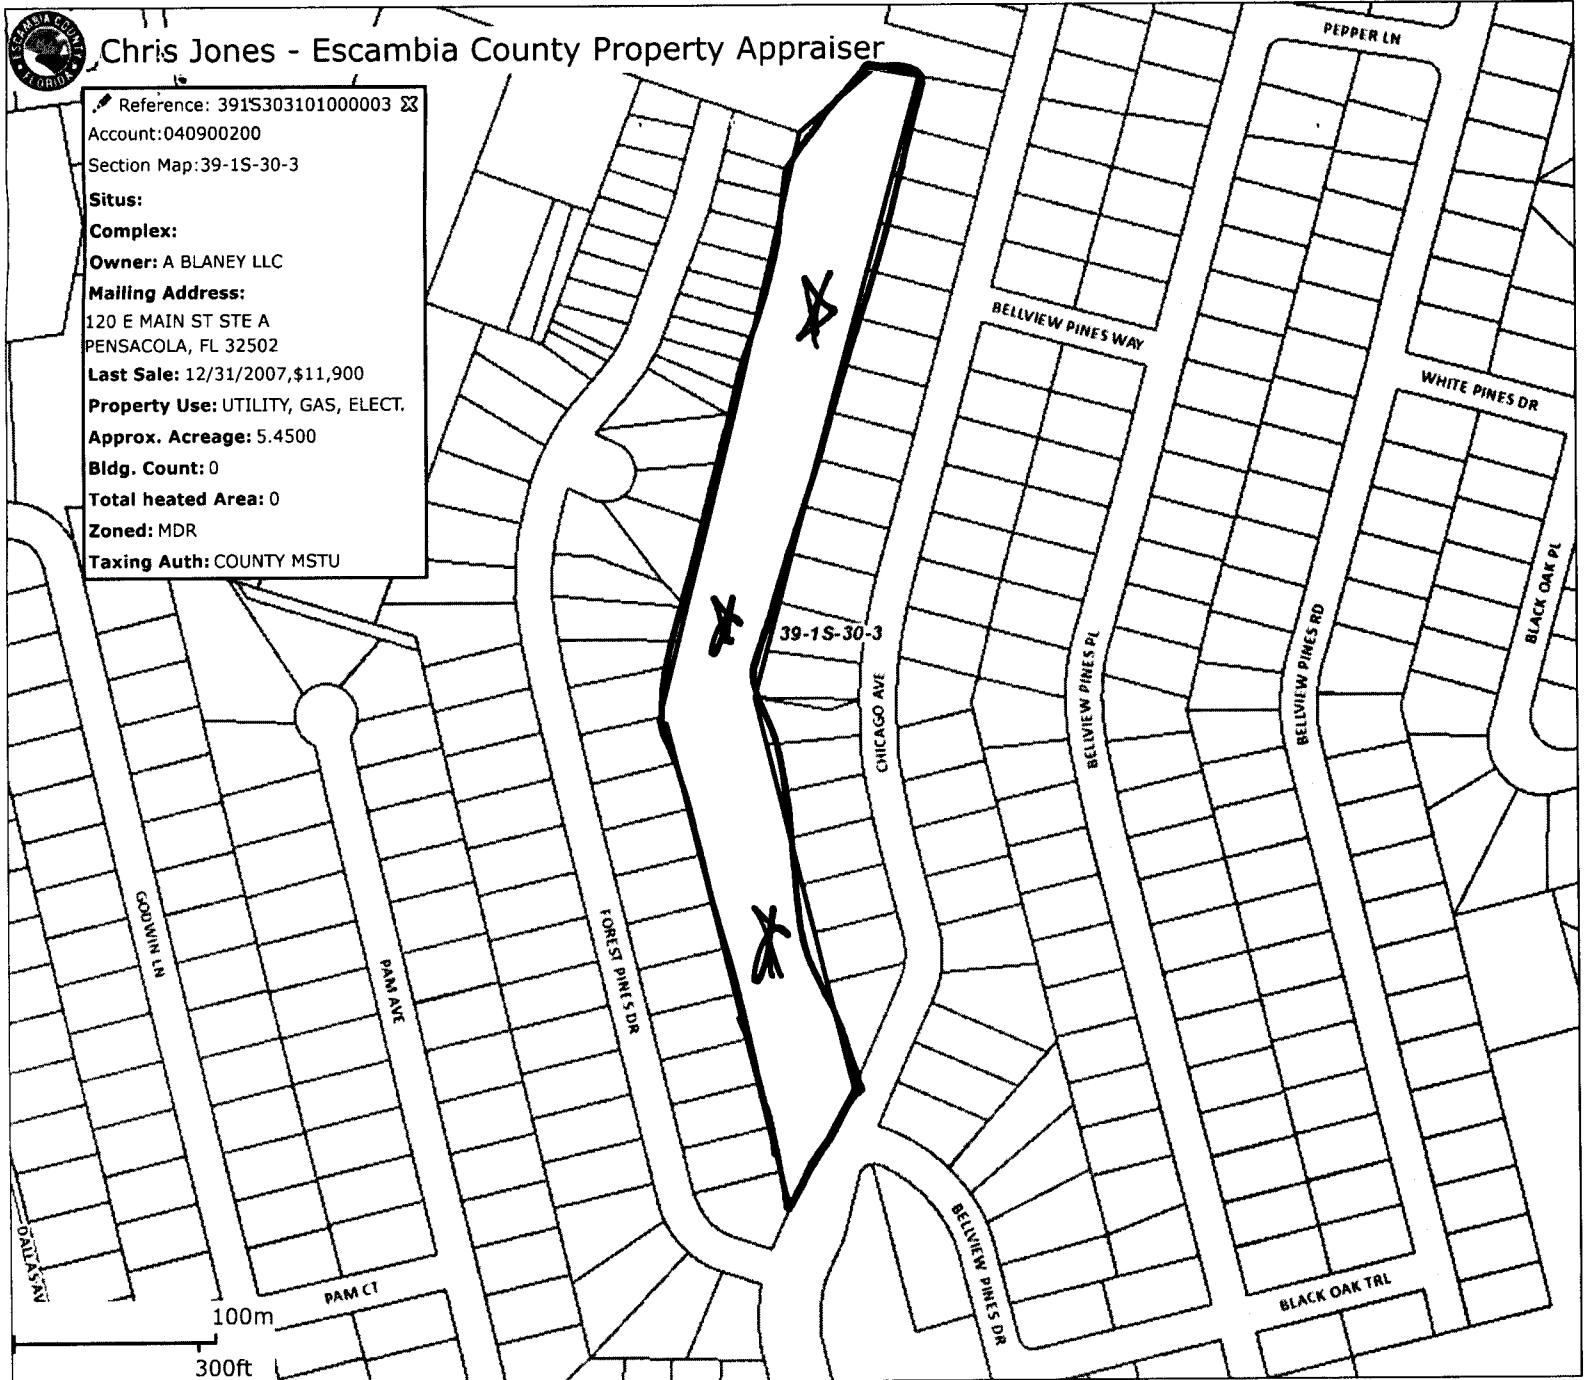 ESCAMBIA COUNTY
FLORIDA
Chris Jones - Escambia County Property Appraiser
Reference: 391S303101000003
Account:040900200
Section Map:39-1S-30-3
Situs:
Complex:
Owner: A BLANEY LLC
Mailing Address:
120 E MAIN ST STE A
PENSACOLA, FL 32502
Last Sale: 12/31/2007,$11,900
Property Use: UTILITY, GAS, ELECT.
Approx. Acreage: 5.4500
Bldg. Count: 0
Total heated Area: 0
Zoned: MDR
Taxing Auth: COUNTY MSTU
PEPPER LN
BELLVIEW PINES WAY
WHITE PINES DR
BLACK OAK PL
39-1S-30-3
CHICAGO AVE
BELLVIEW PINES PL
BELLVIEW PINES RD
GODWIN LN
PAM AVE
FOREST PINES DR
DALLAS AV
PAM CT
BELLVIEW PINES DR
BLACK OAK TRL
100m
300ft